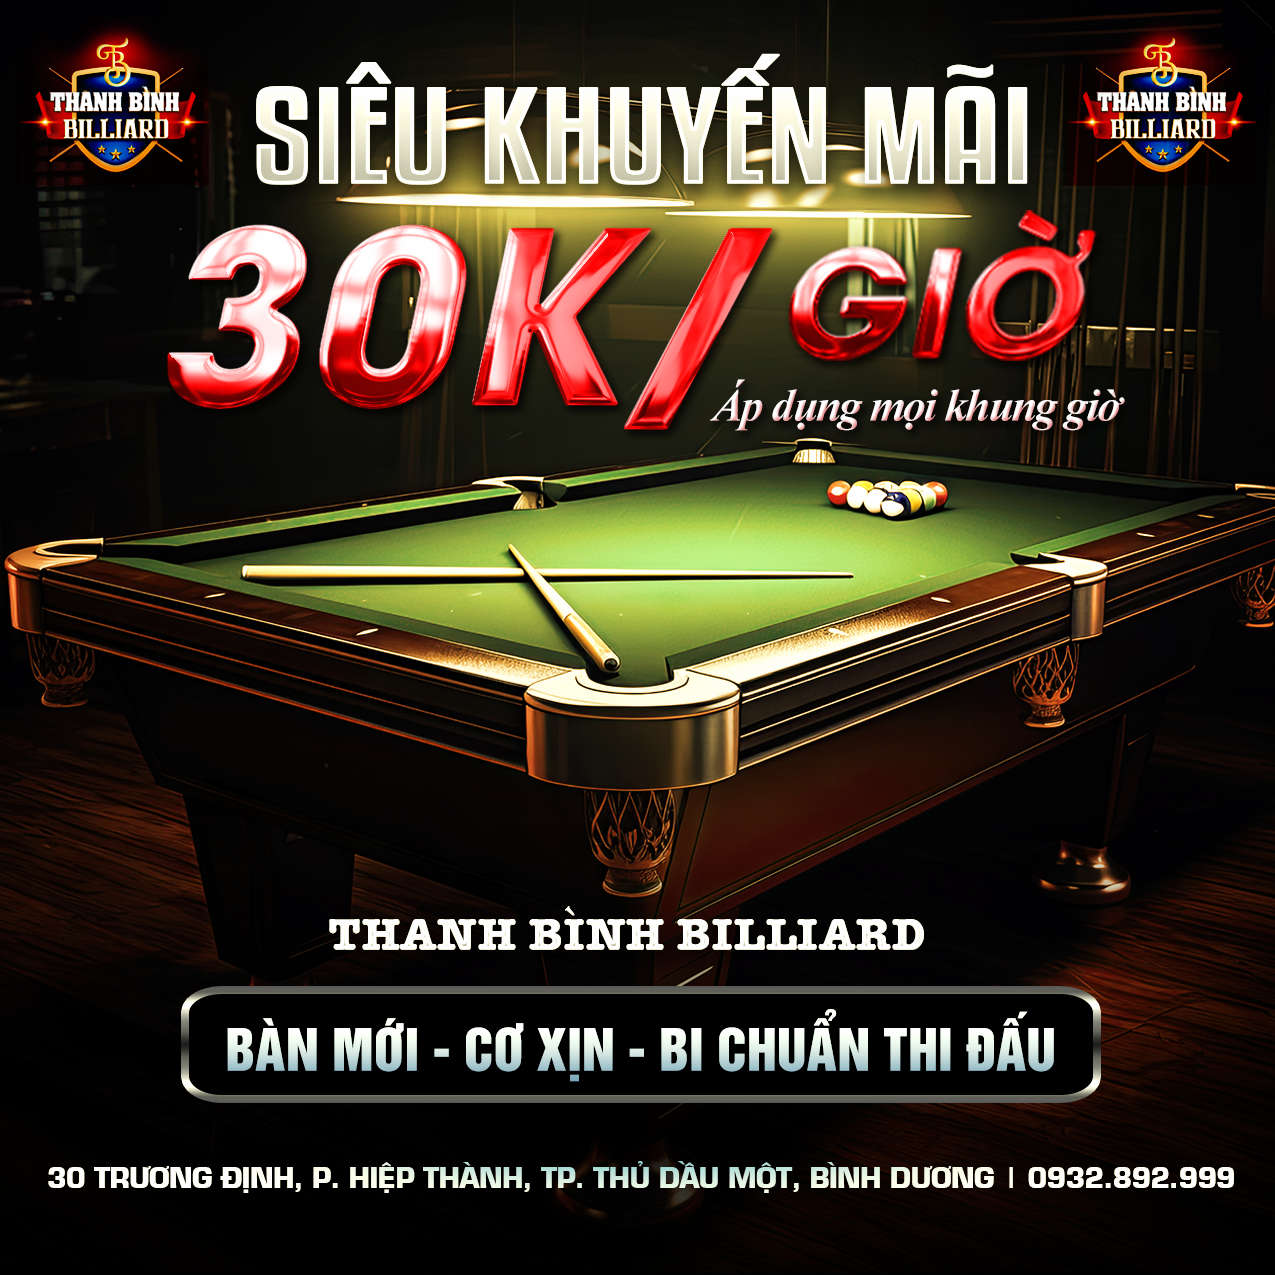 TB
THANH BÌNH
BILLIARD
SIÊU KHUYẾN MÃI
TB
THANH BÌNH
BILLIARD
30K/GIỜ
Áp dụng mọi khung giờ
THANH BÌNH BILLIARD
BÀN MỚI - CƠ XỊN - BI CHUẨN THI ĐẤU
30 TRƯƠNG ĐỊNH, P. HIỆP THÀNH, TP. THỦ DẦU MỘT, BÌNH DƯƠNG | 0932.892.999